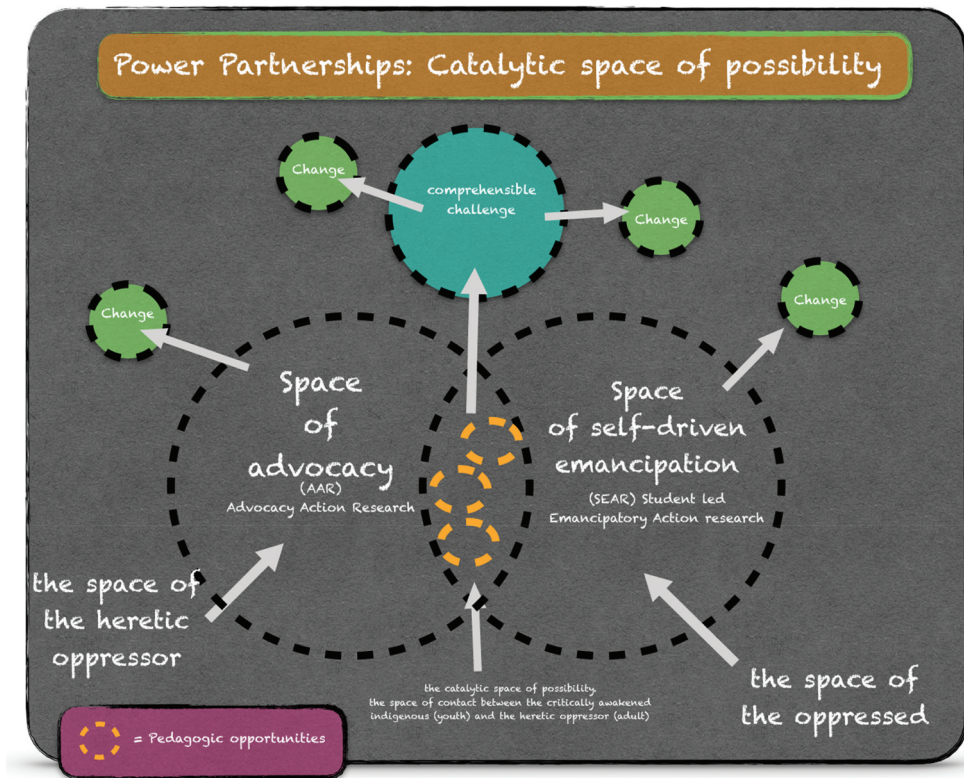 Power Partnerships: Catalytic space of possibility
Change
comprehensible
challenge
Change
Change
Change
Space
of
advocacy
(AAR)
Advocacy Action Research
Space
of self-driven
emancipation
(SEAR) Student led
Emancipatory Action research
the space of
the heretic
oppressor
the catalytic space of possibility.
the space of contact between the critically awakened
indigenous (youth) and the heretic oppressor (adult)
the space of
the oppressed
= Pedagogic opportunities